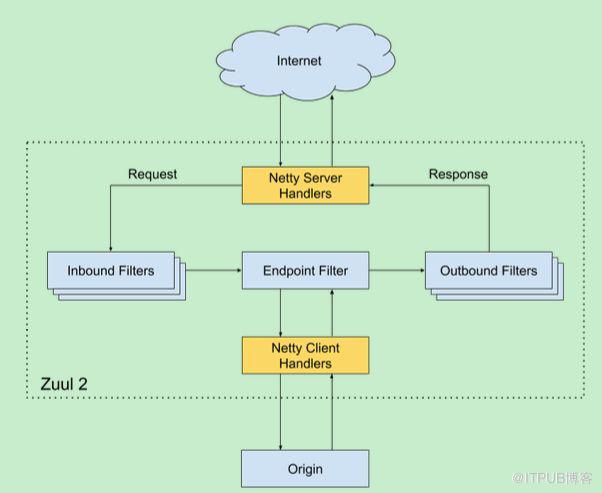 Internet
Netty Server
Handlers
Request
Response
Inbound Filters
Endpoint Filter
Outbound Filters
Netty Client
Handlers
Zuul 2
Origin
@ITPUB博客